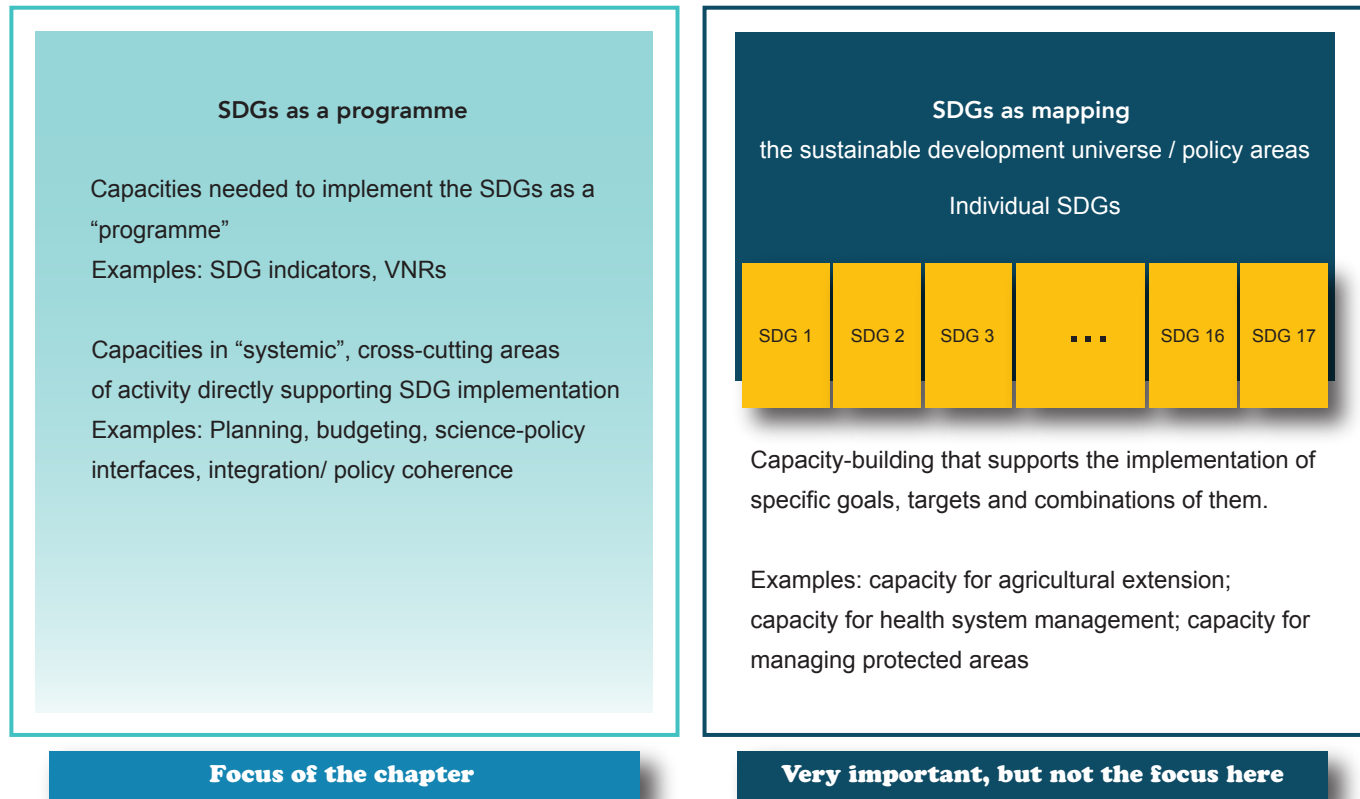 SDGs as a programme
Capacities needed to implement the SDGs as a
“programme”
Examples: SDG indicators, VNRs
Capacities in “systemic”, cross-cutting areas
of activity directly supporting SDG implementation
Examples: Planning, budgeting, science-policy
interfaces, integration/ policy coherence
Focus of the chapter
SDGs as mapping
the sustainable development universe / policy areas
Individual SDGs
SDG 1 SDG 2 SDG 3 ... SDG 16 SDG 17
Capacity-building that supports the implementation of
specific goals, targets and combinations of them.
Examples: capacity for agricultural extension;
capacity for health system management; capacity for
managing protected areas
Very important, but not the focus here